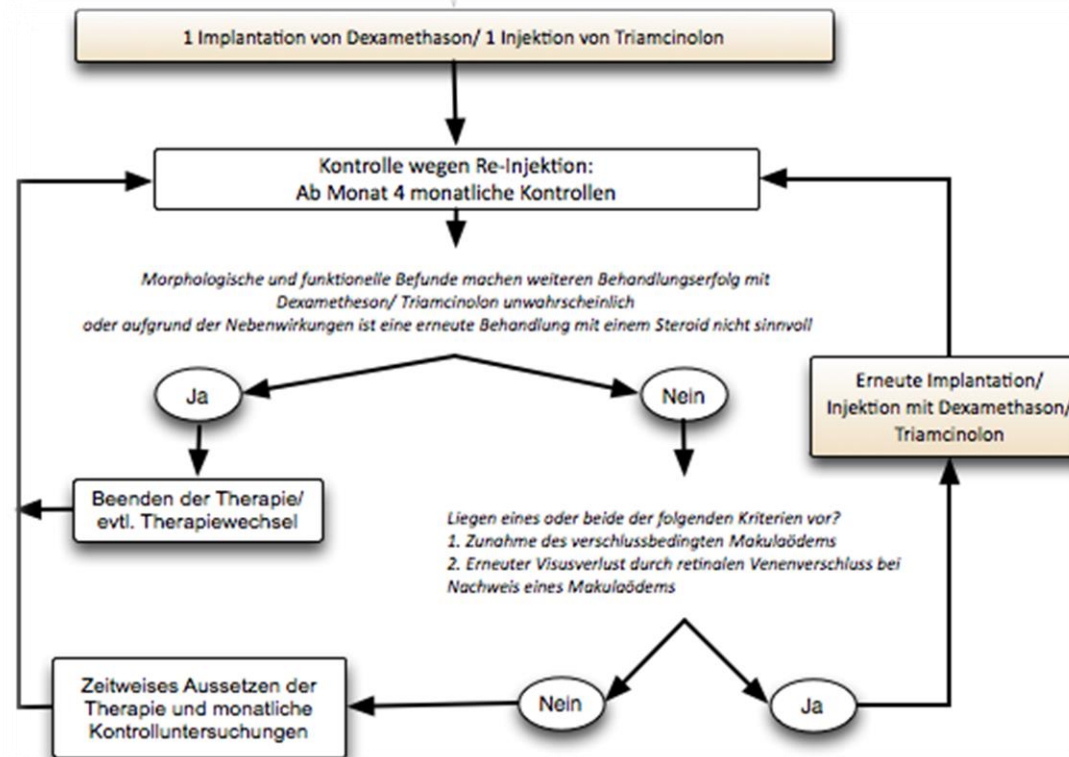 1 Implantation von Dexamethason/ 1 Injektion von Triamcinolon
Kontrolle wegen Re-Injektion:
Ab Monat 4 monatliche Kontrollen
Morphologische und funktionelle Befunde machen weiteren Behandlungserfolg mit
Dexametheson/ Triamcinolon unwahrscheinlich
oder aufgrund der Nebenwirkungen ist eine erneute Behandlung mit einem Steroid nicht sinnvoll
Ja
Nein
Erneute Implantation/
Injektion mit Dexamethason/
Triamcinolon
Beenden der Therapie/
evtl. Therapiewechsel
Liegen eines oder beide der folgenden Kriterien vor?
1. Zunahme des verschlussbedingten Makulaödems
2. Erneuter Visusverlust durch retinalen Venenverschluss bei
Nachweis eines Makulaödems
Zeitweises Aussetzen der
Therapie und monatliche
Kontrolluntersuchungen
Nein
Ja